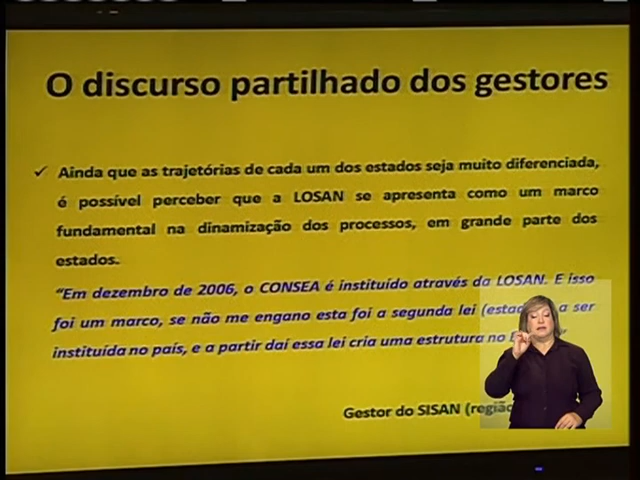 O discurso partilhado dos gestores
✓ Ainda que as trajetórias de cada um dos estados seja muito diferenciada,
é possível perceber que a LOSAN se apresenta como um marco
fundamental na dinamização dos processos, em grande parte dos
estados.
“Em dezembro de 2006, o CONSEA é instituído através da LOSAN. E isso
foi um marco, se não me engano esta foi a segunda lei a ser
instituída no país, e a partir daí essa lei cria uma estrutura no
Gestor do SISAN